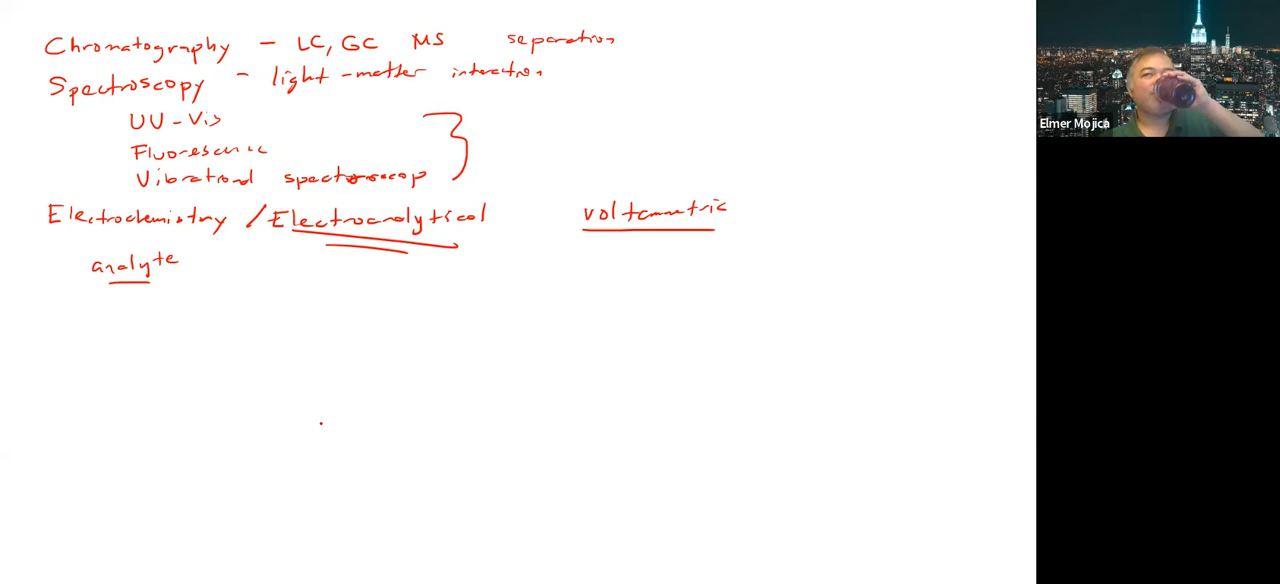 Chromatography - LC, GC MS separation
Spectroscopy - light-matter interaction
UV-Vis
Fluorescence
Vibrational spectroscop
Electrochemistry / Electroanalytical voltammetric
analyte
Elmer Mojica